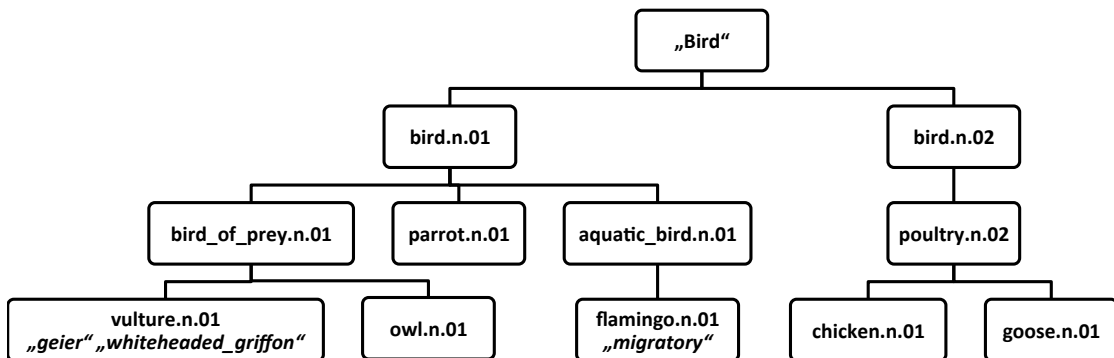 „Bird“
bird.n.01
bird.n.02
bird_of_prey.n.01
parrot.n.01
aquatic_bird.n.01
poultry.n.02
vulture.n.01
„geier“ „whiteheaded_griffon“
owl.n.01
flamingo.n.01
„migratory“
chicken.n.01
goose.n.01